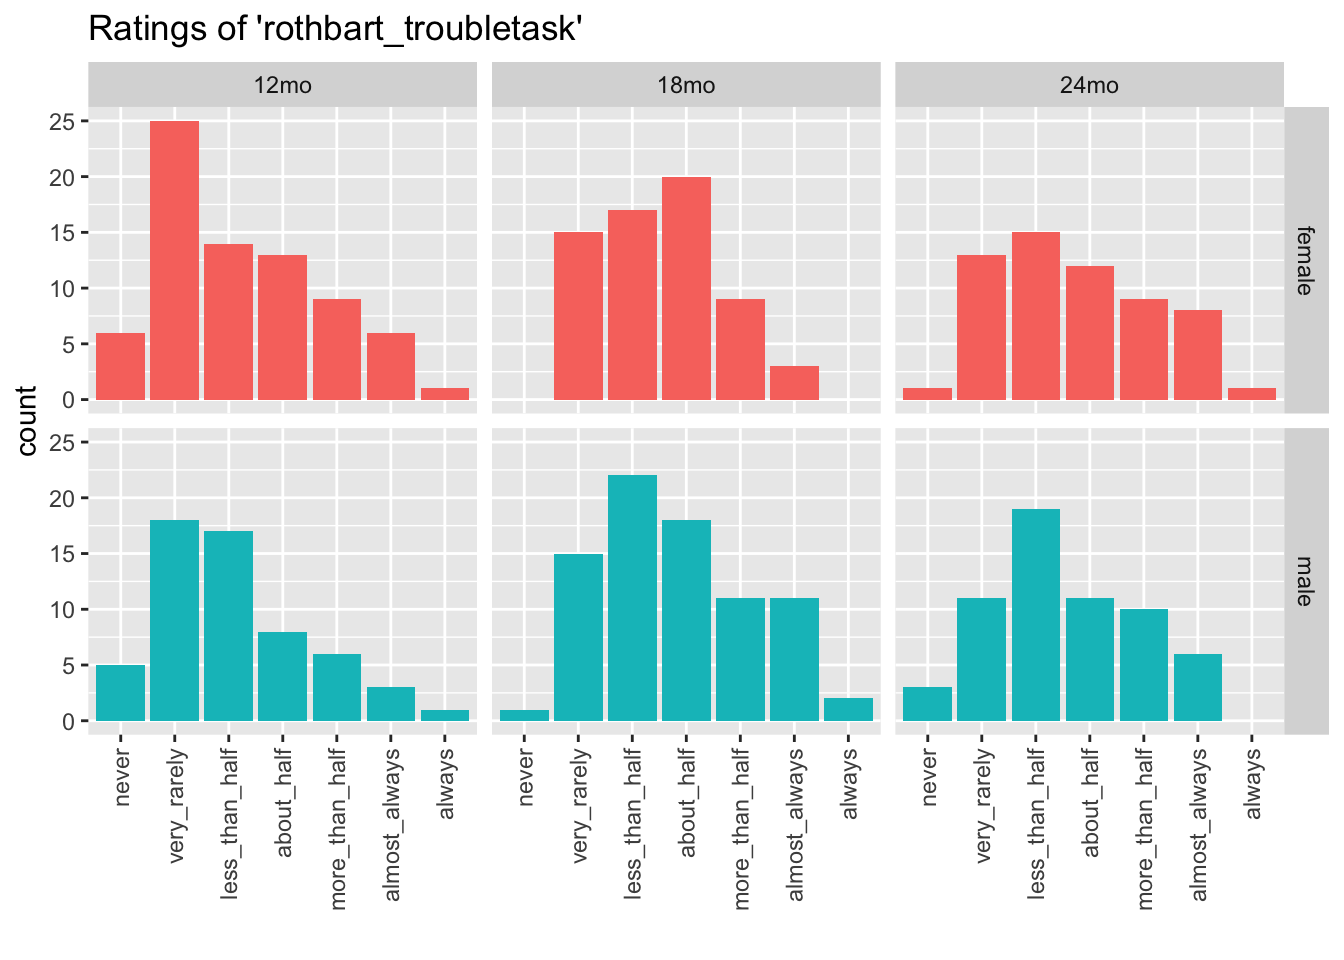 Ratings of 'rothbart_troubletask'
12mo
18mo
24mo
25
20
15
10
5
0
female
count
25
20
15
10
5
0
male
never
very_rarely
less_than_half
about_half
more_than_half
almost_always
always
never
very_rarely
less_than_half
about_half
more_than_half
almost_always
always
never
very_rarely
less_than_half
about_half
more_than_half
almost_always
always